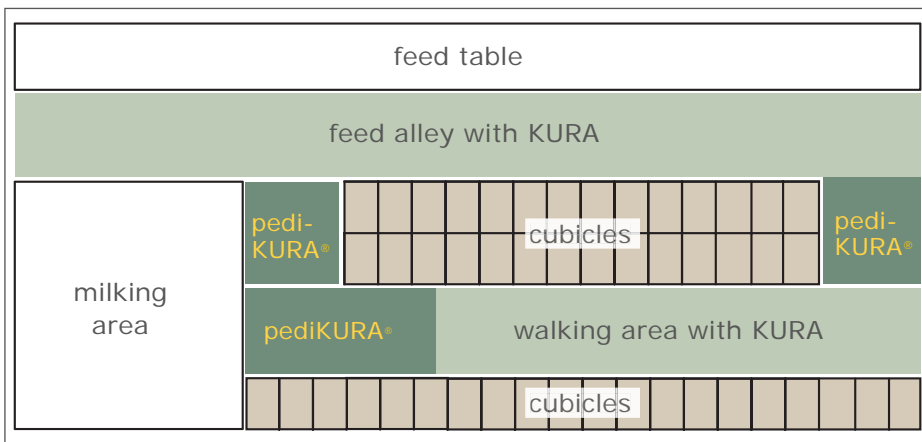 feed table
feed alley with KURA
pedi-
KURA®
cubicles
pedi-
KURA®
milking
area
pediKURA®
walking area with KURA
cubicles